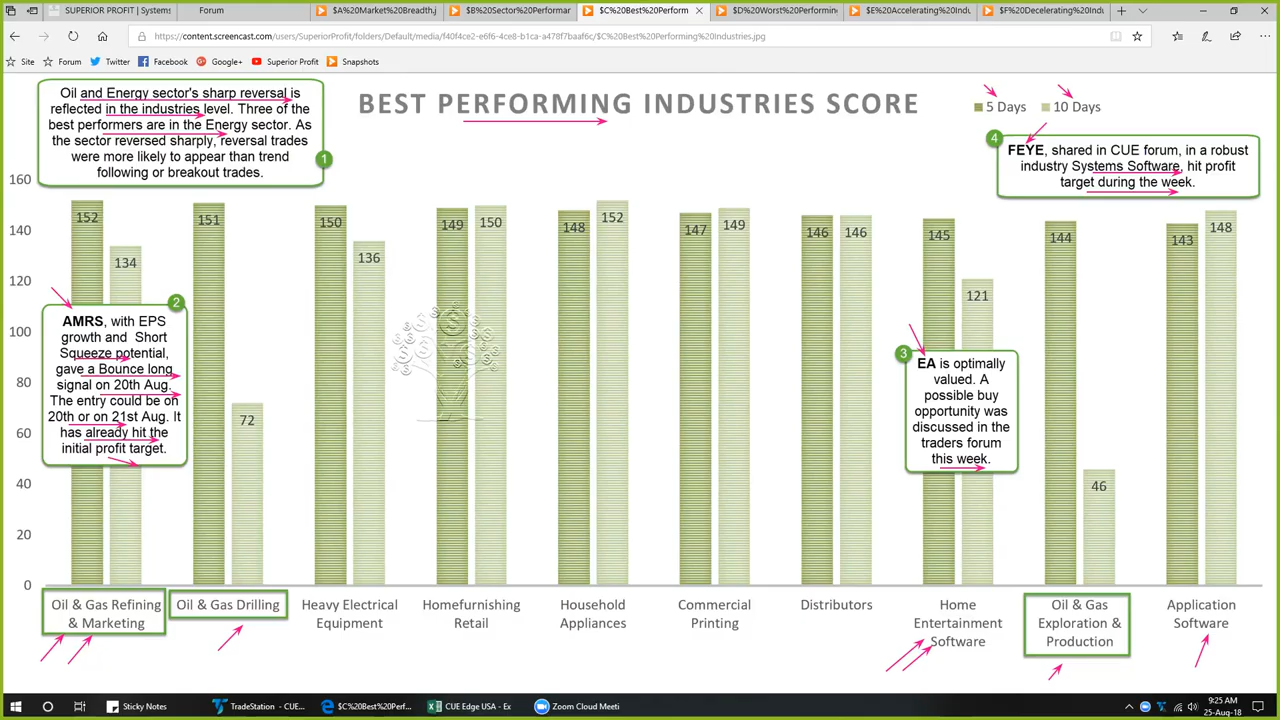 SUPERIOR PROFIT | Systems
Forum
$A%20Market%20Breadth.j
$B%20Sector%20Performan
$C%20Best%20Perform
$D%20Worst%20Performing
$E%20Accelerating%20Indu
$F%20Decelerating%20Indu
https://content.screencast.com/users/SuperiorProfit/folders/Default/media/f40f4ce2-e6f6-4ce8-b1ca-a478f7baaf6c/$C%20Best%20Performing%20Industries.jpg
Site
Forum
Twitter
Facebook
Google+
Superior Profit
Snapshots
Oil and Energy sector's sharp reversal is
reflected in the industries level. Three of the
best performers are in the Energy sector. As
the sector reversed sharply, reversal trades
were more likely to appear than trend
following or breakout trades.
1
BEST PERFORMING INDUSTRIES SCORE
5 Days
10 Days
4
FEYE, shared in CUE forum, in a robust
industry Systems Software, hit profit
target during the week.
160
140
120
100
80
60
40
20
0
152
134
151
72
150
136
149
150
148
152
147
149
146
146
145
121
144
46
143
148
2
AMRS, with EPS
growth and Short
Squeeze potential,
gave a Bounce long
signal on 20th Aug.
The entry could be on
20th or on 21st Aug. It
has already hit the
initial profit target.
3
EA is optimally
valued. A
possible buy
opportunity was
discussed in the
traders forum
this week.
Oil & Gas Refining
& Marketing
Oil & Gas Drilling
Heavy Electrical
Equipment
Homefurnishing
Retail
Household
Appliances
Commercial
Printing
Distributors
Home
Entertainment
Software
Oil & Gas
Exploration &
Production
Application
Software
Sticky Notes
TradeStation - CUE...
$C%20Best%20Perf...
CUE Edge USA - Ex
Zoom Cloud Meeti
9:25 AM
25-Aug-18